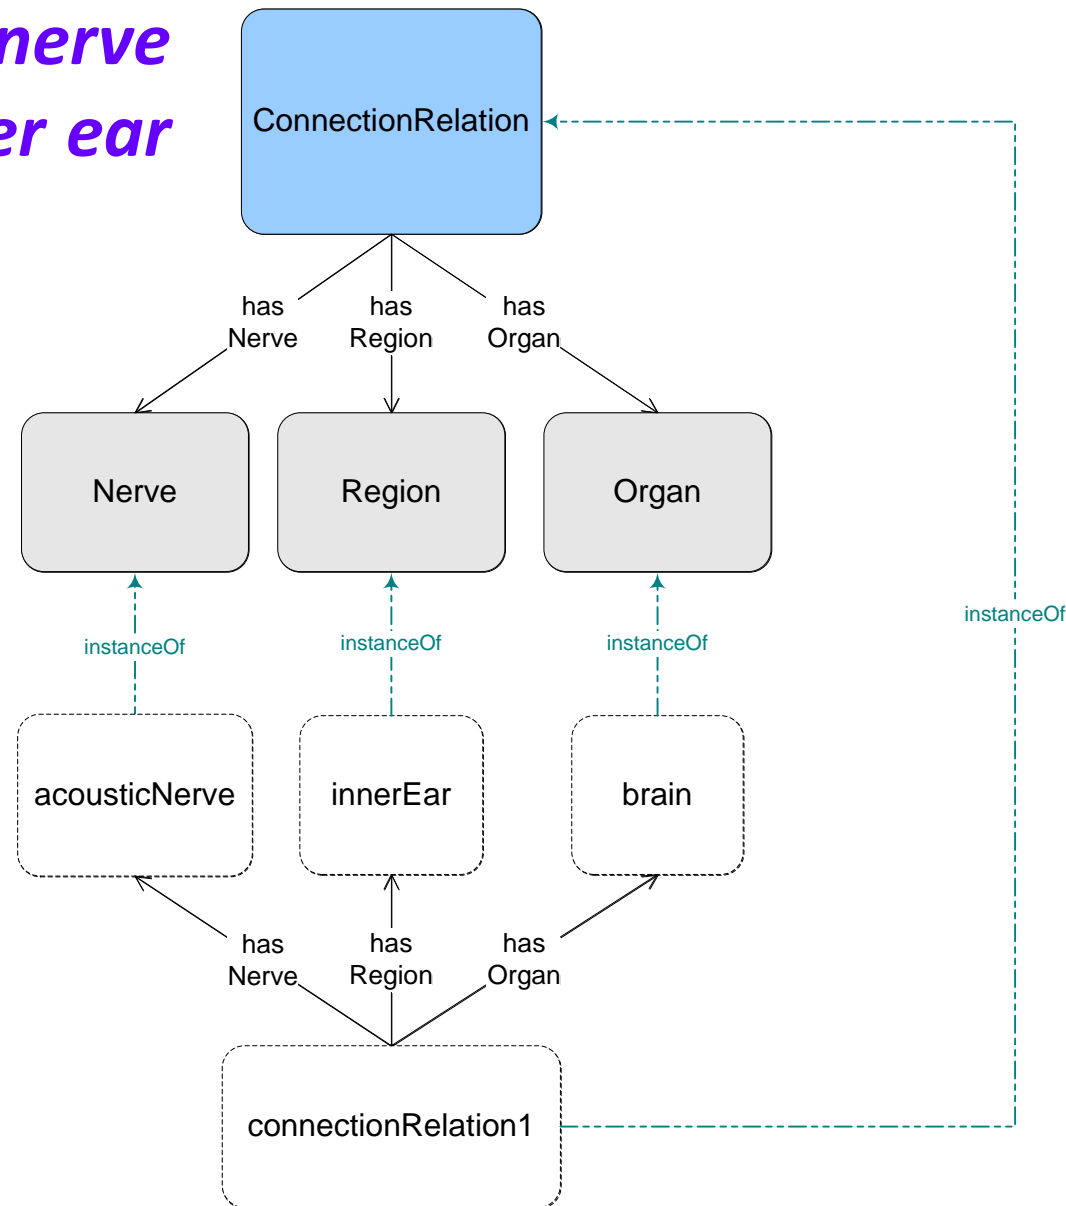 nerve
er ear
ConnectionRelation
has has has
Nerve Region Organ
Nerve Region Organ
instanceOf
instanceOf instanceOf instanceOf
acousticNerve innerEar brain
has has has
Nerve Region Organ
connectionRelation1